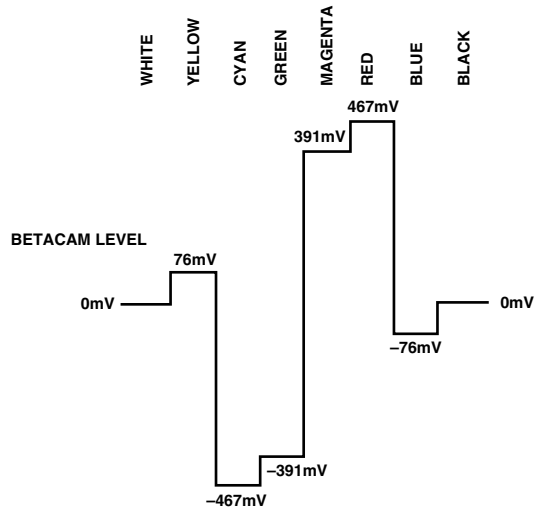 WHITE
YELLOW
CYAN
GREEN
MAGENTA
RED
BLUE
BLACK
467mV
391mV
BETACAM LEVEL
76mV
0mV
0mV
–76mV
–391mV
–467mV